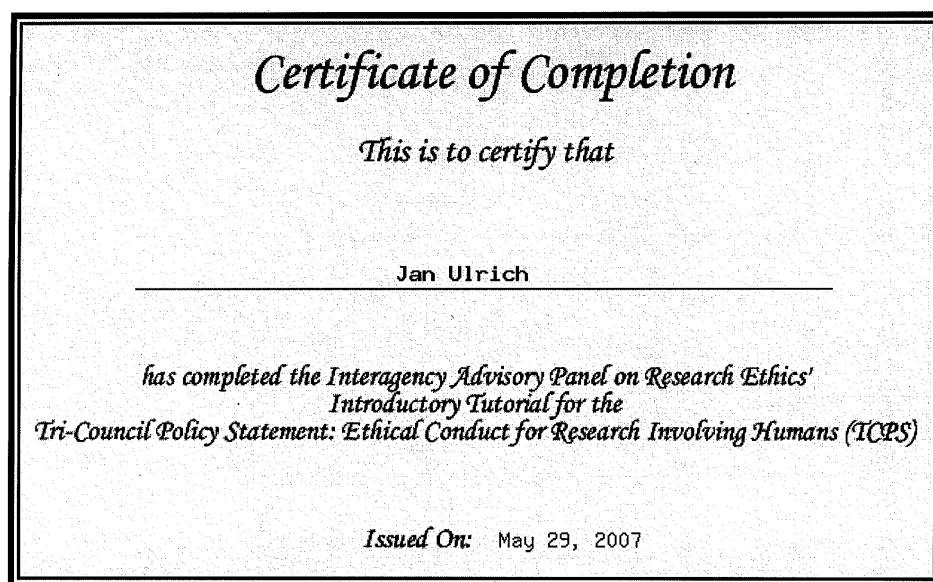 Certificate of Completion
This is to certify that
Jan Ulrich
has completed the Interagency Advisory Panel on Research Ethics'
Introductory Tutorial for the
Tri-Council Policy Statement: Ethical Conduct for Research Involving Humans (TCPS)
Issued On: May 29, 2007